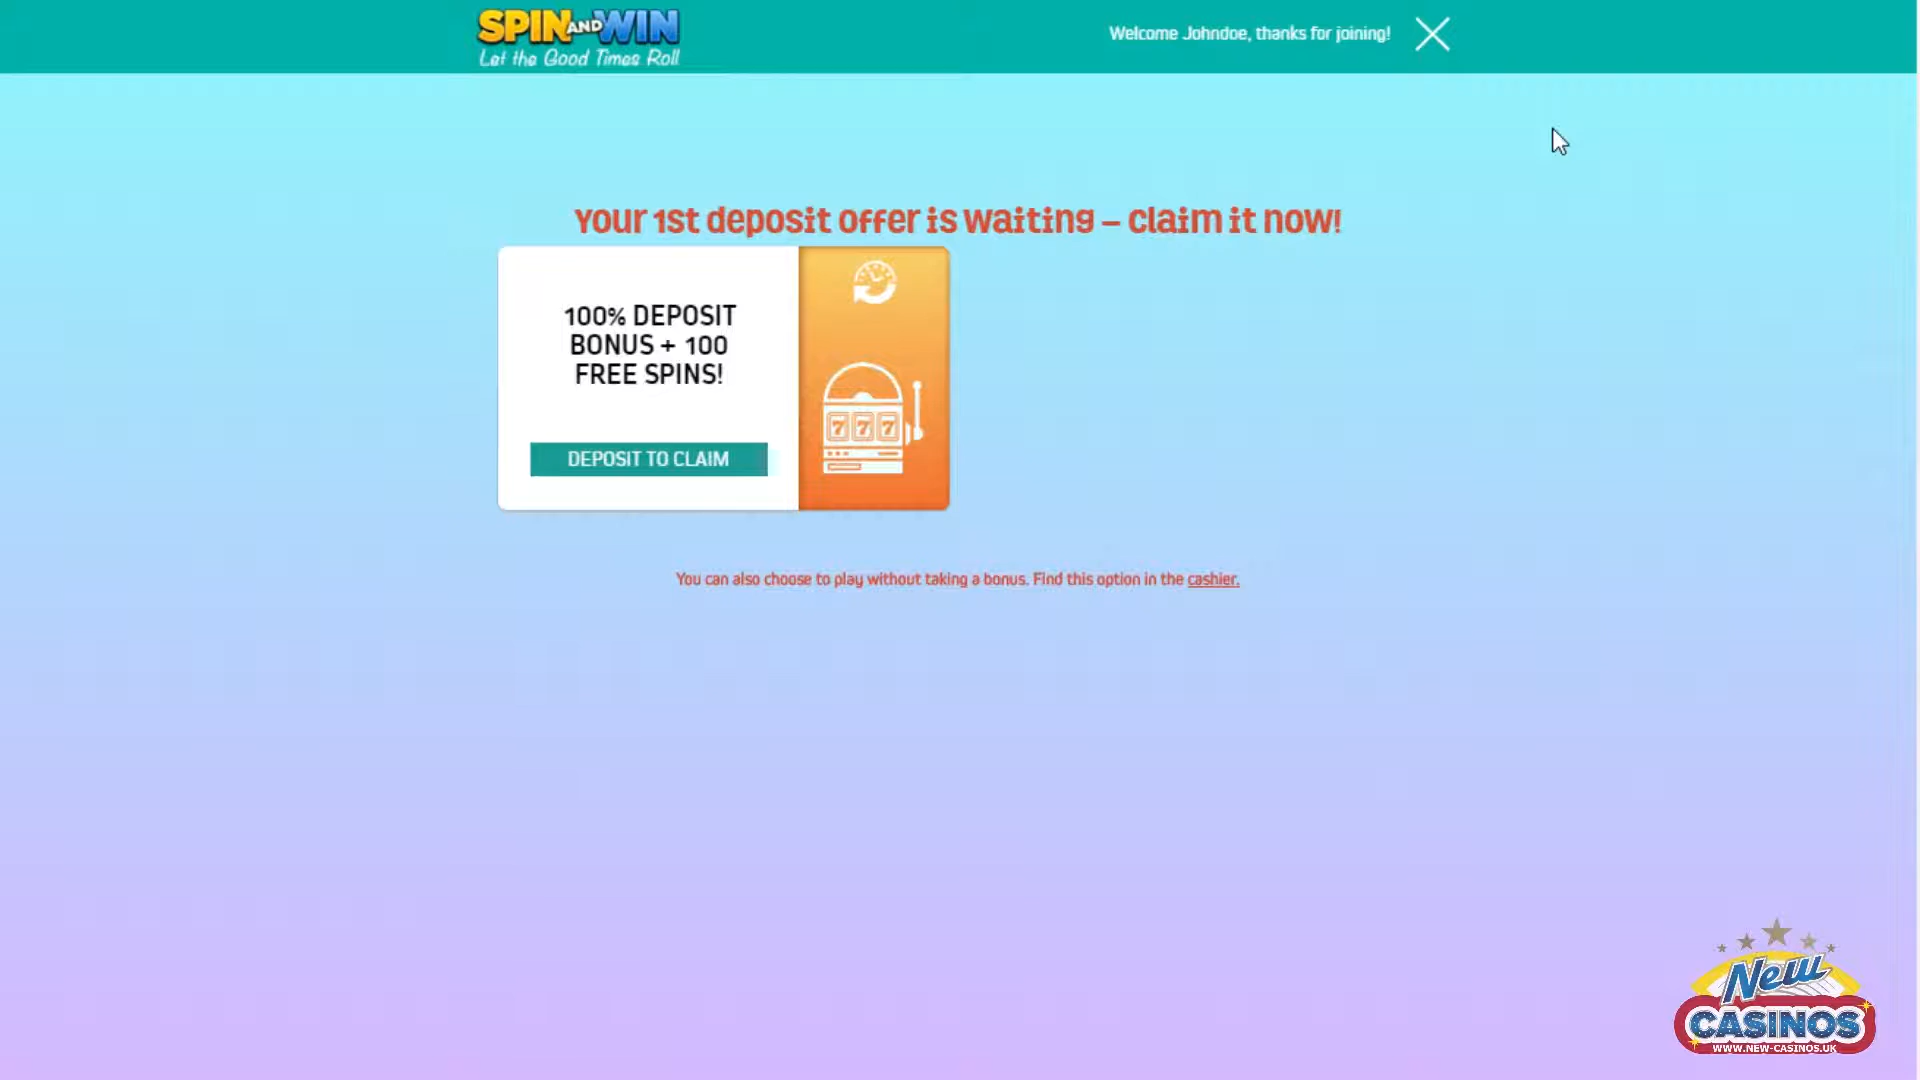 SPIN AND WIN
Let the Good Times Roll
Welcome Johndoe, thanks for joining!
Your 1st deposit offer is waiting – claim it now!
100% DEPOSIT
BONUS + 100
FREE SPINS!
777
DEPOSIT TO CLAIM
You can also choose to play without taking a bonus. Find this option in the cashier.
New
CASINOS
WWW.NEW-CASINOS.UK